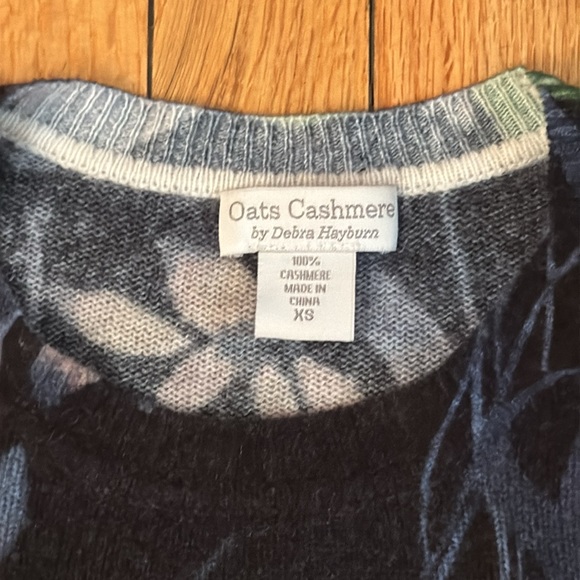 Oats Cashmere
by Debra Hayburn
100%
CASHMERE
MADE IN
CHINA
XS